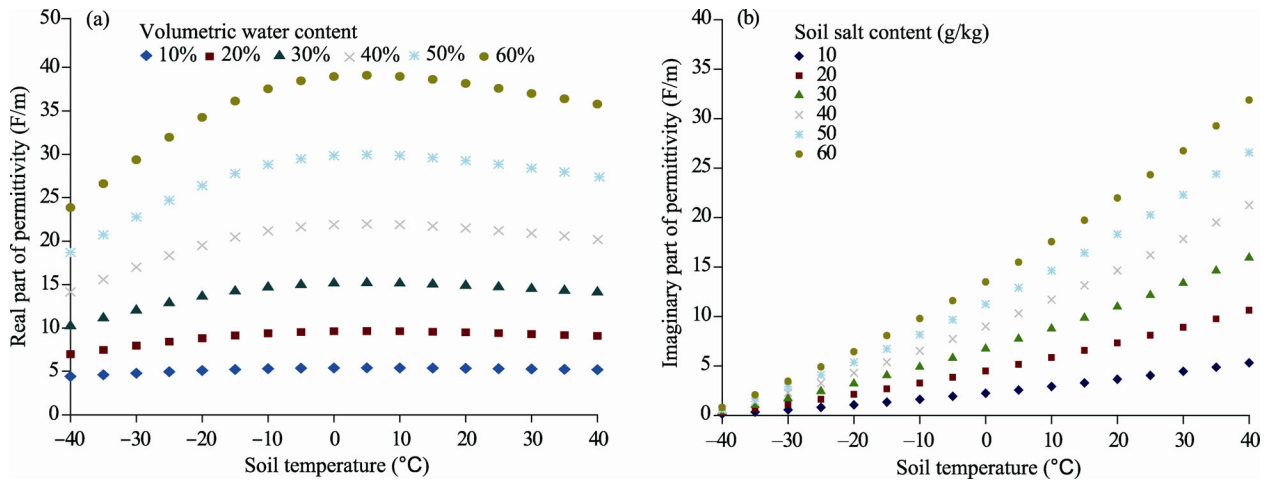 (a)
Volumetric water content
10% 20% 30% 40% 50% 60%
Real part of permittivity (F/m)
50
45
40
35
30
25
20
15
10
5
0
−40 −30 −20 −10 0 10 20 30 40
Soil temperature (°C)
(b)
Soil salt content (g/kg)
10
20
30
40
50
60
Imaginary part of permittivity (F/m)
40
35
30
25
20
15
10
5
0
−40 −30 −20 −10 0 10 20 30 40
Soil temperature (°C)